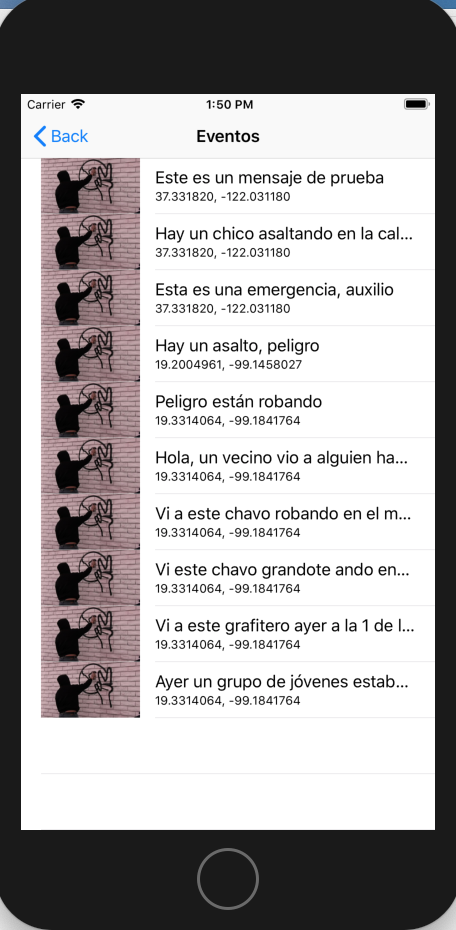 Carrier
1:50 PM
Back
Eventos
Este es un mensaje de prueba
37.331820, -122.031180
Hay un chico asaltando en la cal...
37.331820, -122.031180
Esta es una emergencia, auxilio
37.331820, -122.031180
Hay un asalto, peligro
19.2004961, -99.1458027
Peligro están robando
19.3314064, -99.1841764
Hola, un vecino vio a alguien ha...
19.3314064, -99.1841764
Vi a este chavo robando en el m...
19.3314064, -99.1841764
Vi este chavo grandote ando en...
19.3314064, -99.1841764
Vi a este grafitero ayer a la 1 de l...
19.3314064, -99.1841764
Ayer un grupo de jóvenes estab...
19.3314064, -99.1841764